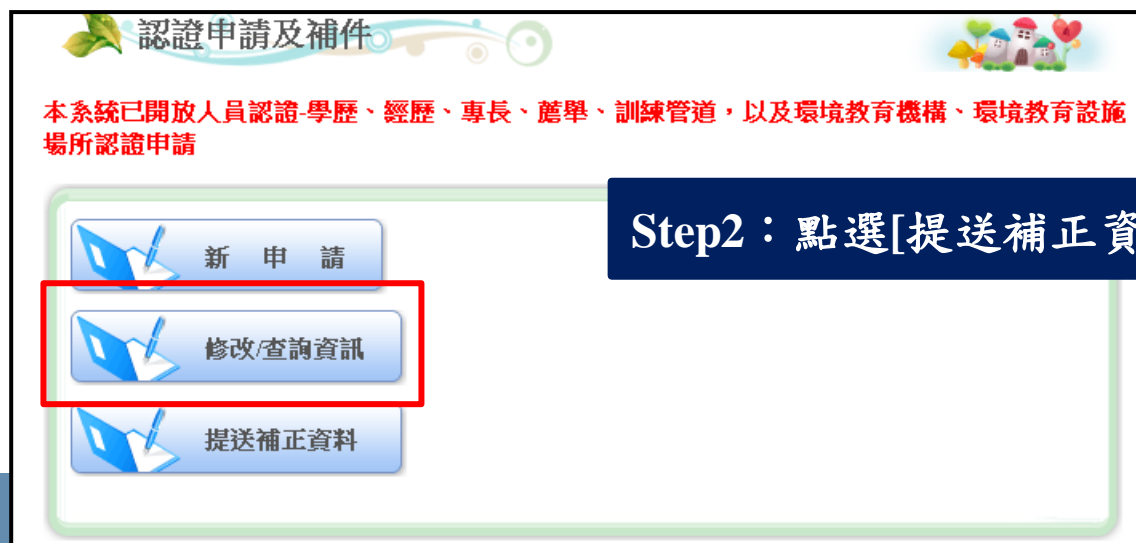 認證申請及補件
本系統已開放人員認證-學歷、經歷、專長、薦舉、訓練管道，以及環境教育機構、環境教育設施
場所認證申請
Step2：點選[提送補正資
新 申 請
修改/查詢資訊
提送補正資料